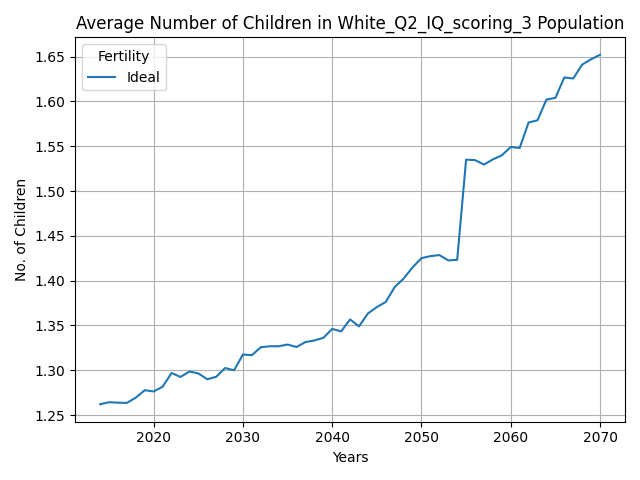 Average Number of Children in White_Q2_IQ_scoring_3 Population
Fertility
Ideal
No. of Children
1.65
1.60
1.55
1.50
1.45
1.40
1.35
1.30
1.25
2020 2030 2040 2050 2060 2070
Years